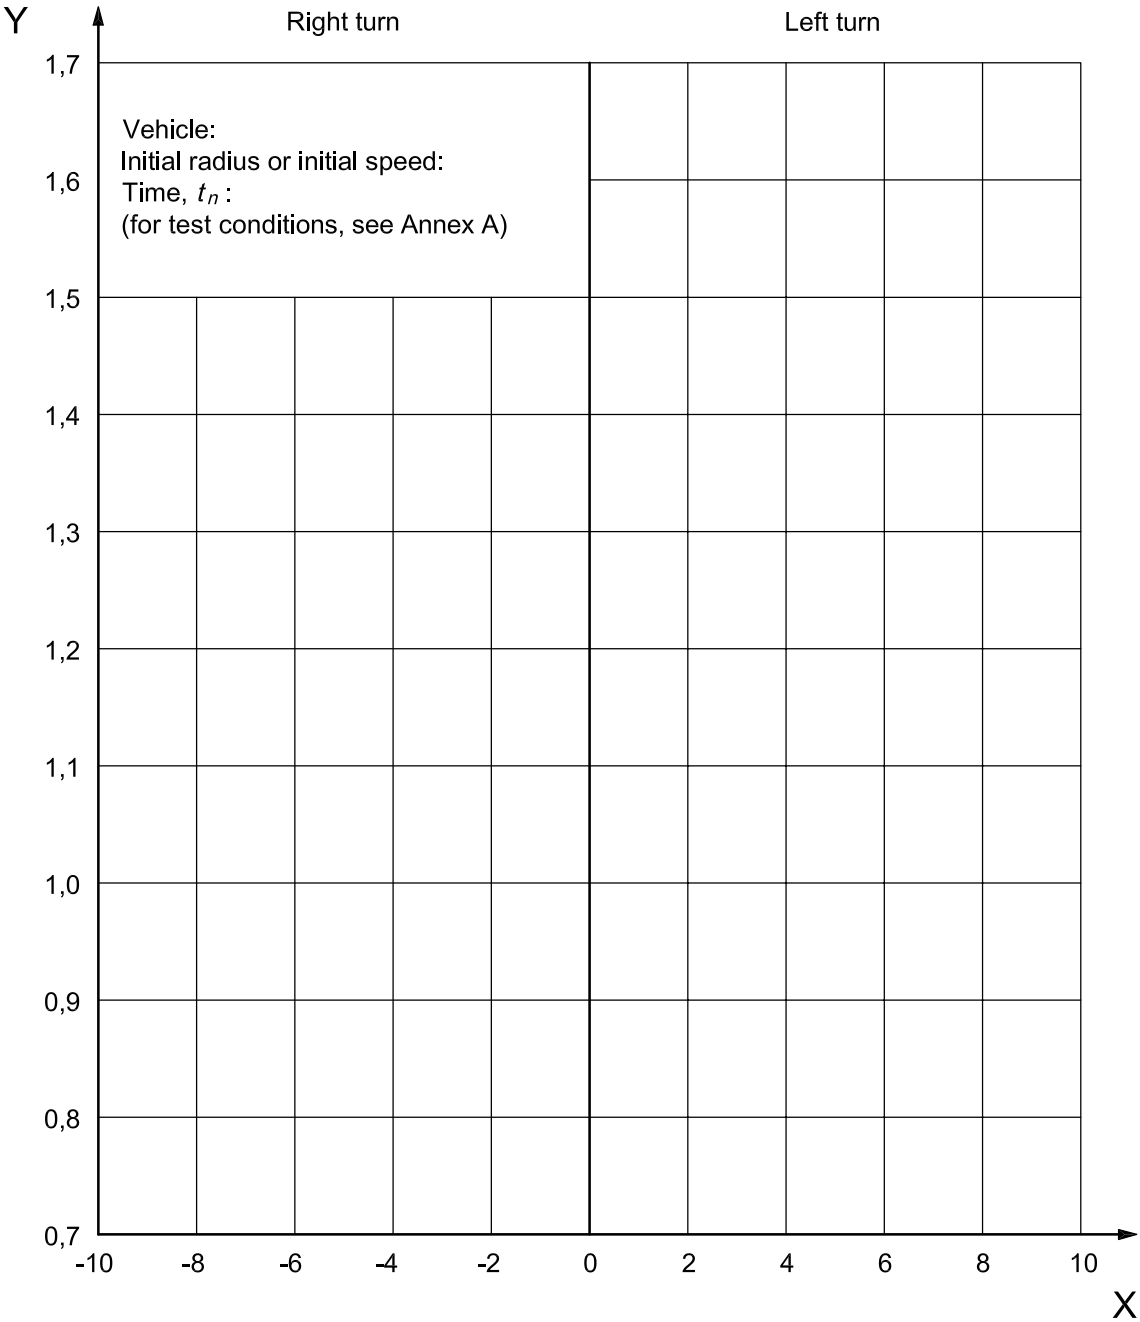 Y
Right turn Left turn
1,7
Vehicle:
Initial radius or initial speed:
1,6
Time, tn :
(for test conditions, see Annex A)
1,5
1,4
1,3
1,2
1,1
1,0
0,9
0,8
0,7
-10 -8 -6 -4 -2 0 2 4 6 8 10
X